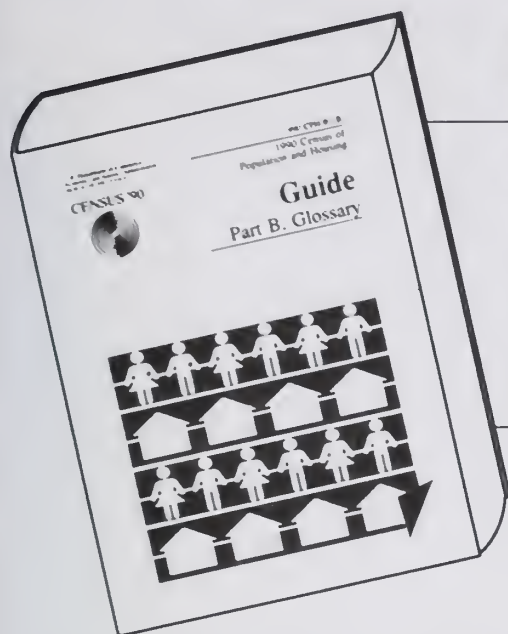 1990 Census of
Population and Housing
CENSUS '90
Guide
Part B. Glossary